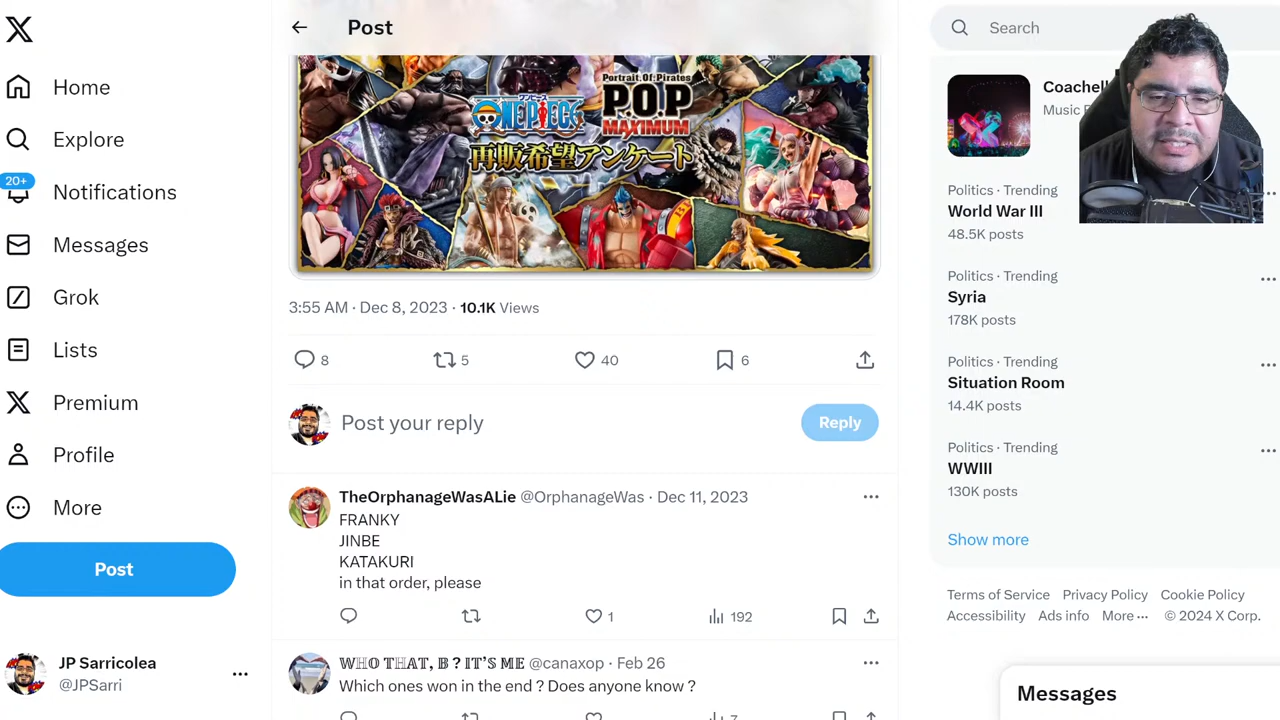 Post
Search
Home
Explore
20+
Notifications
Messages
Grok
Lists
Premium
Profile
More
Post
JP Sarricolea
@JPSarri
ワンピース
ONE PIECE
Portrait.Of.Pirates
P.O.P
MAXIMUM
再販希望アンケート
3:55 AM · Dec 8, 2023 · 10.1K Views
8
5
40
6
Post your reply
Reply
TheOrphanageWasALie @OrphanageWas · Dec 11, 2023
FRANKY
JINBE
KATAKURI
in that order, please
1
192
𝕎ℍ𝕆 𝕋ℍ𝔸𝕋, 𝔹 ? 𝕀𝕋'𝕊 𝕄𝔼 @canaxop · Feb 26
Which ones won in the end ? Does anyone know ?
7
Music
Politics · Trending
World War III
48.5K posts
Politics · Trending
Syria
178K posts
Politics · Trending
Situation Room
14.4K posts
Politics · Trending
WWIII
130K posts
Show more
Terms of Service Privacy Policy Cookie Policy
Accessibility Ads info More ··· © 2024 X Corp.
Messages